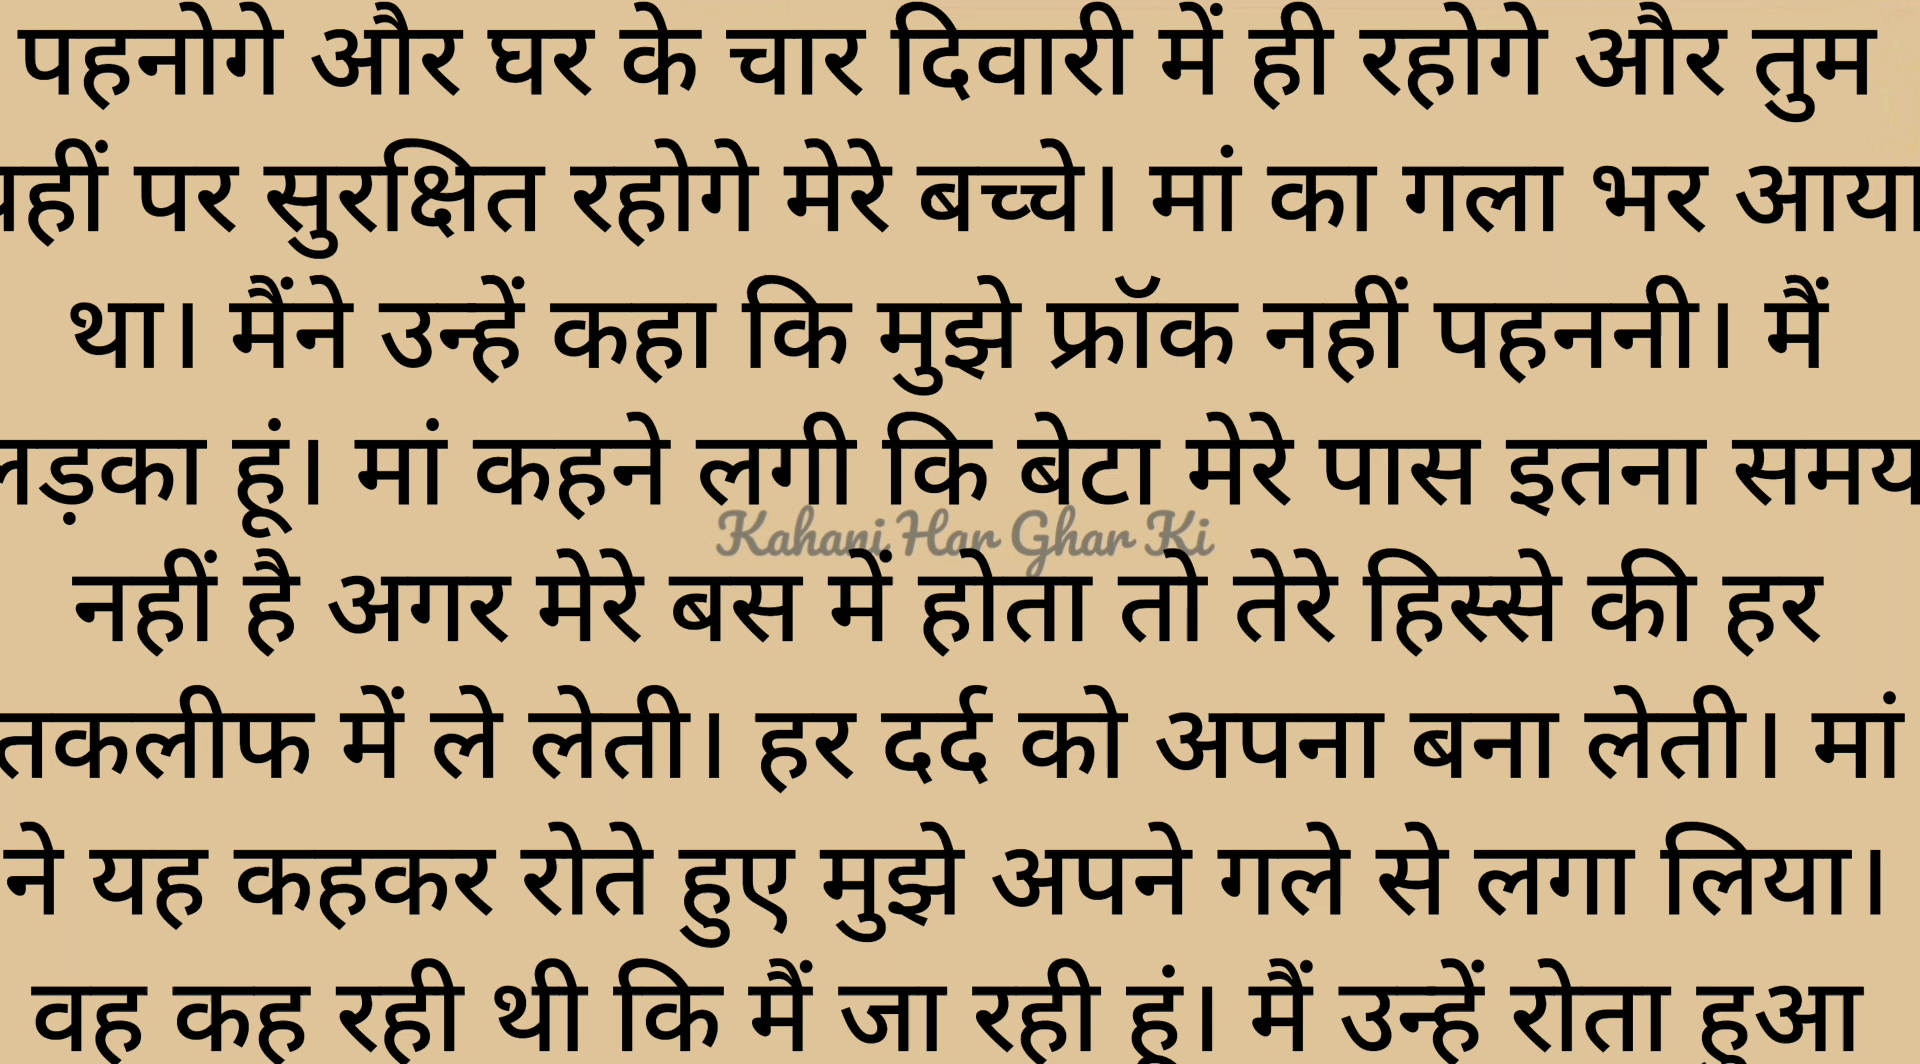 पहनोगे और घर के चार दिवारी में ही रहोगे और तुम
यहीं पर सुरक्षित रहोगे मेरे बच्चे। मां का गला भर आया
था। मैंने उन्हें कहा कि मुझे फ्रॉक नहीं पहननी। मैं
लड़का हूं। मां कहने लगी कि बेटा मेरे पास इतना समय
Kahani Har Ghar Ki
नहीं है अगर मेरे बस में होता तो तेरे हिस्से की हर
तकलीफ में ले लेती। हर दर्द को अपना बना लेती। मां
ने यह कहकर रोते हुए मुझे अपने गले से लगा लिया।
वह कह रही थी कि मैं जा रही हूं। मैं उन्हें रोता हुआ